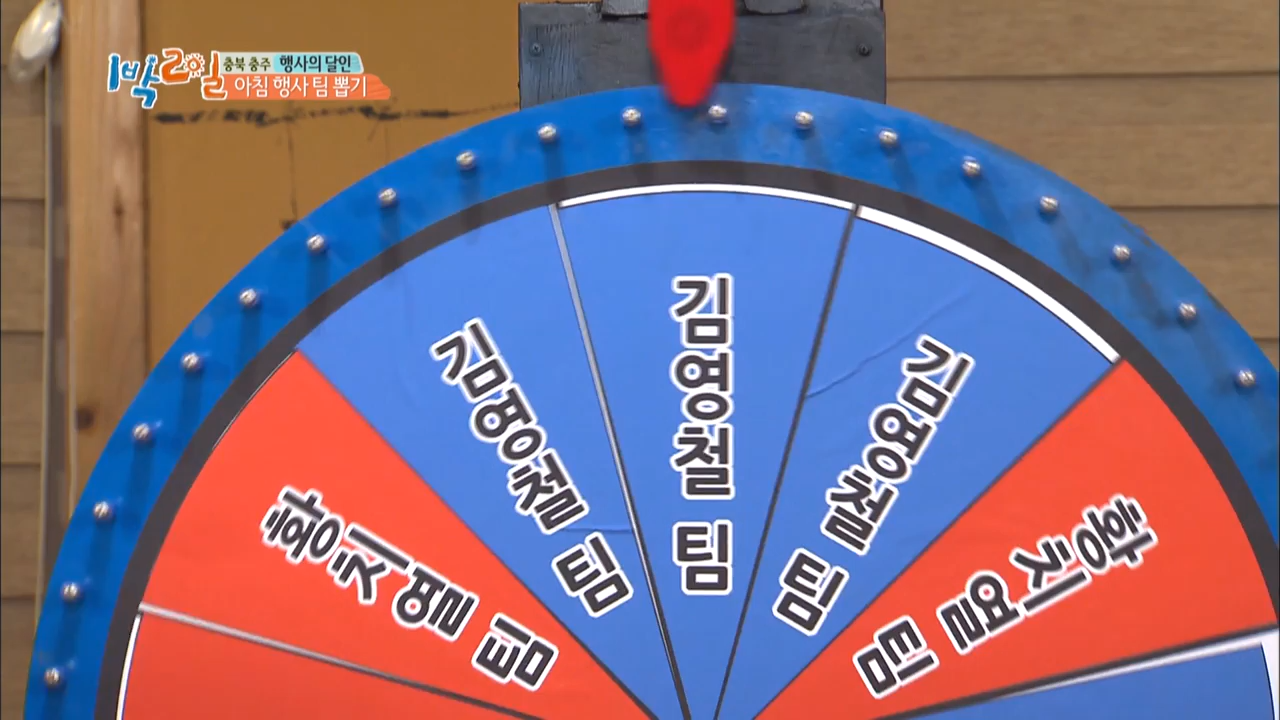 1박2일
충북 충주 행사의 달인
아침 행사 팀 뽑기
황치열 팀
김영철 팀
김영철 팀
김영철 팀
황치열 팀